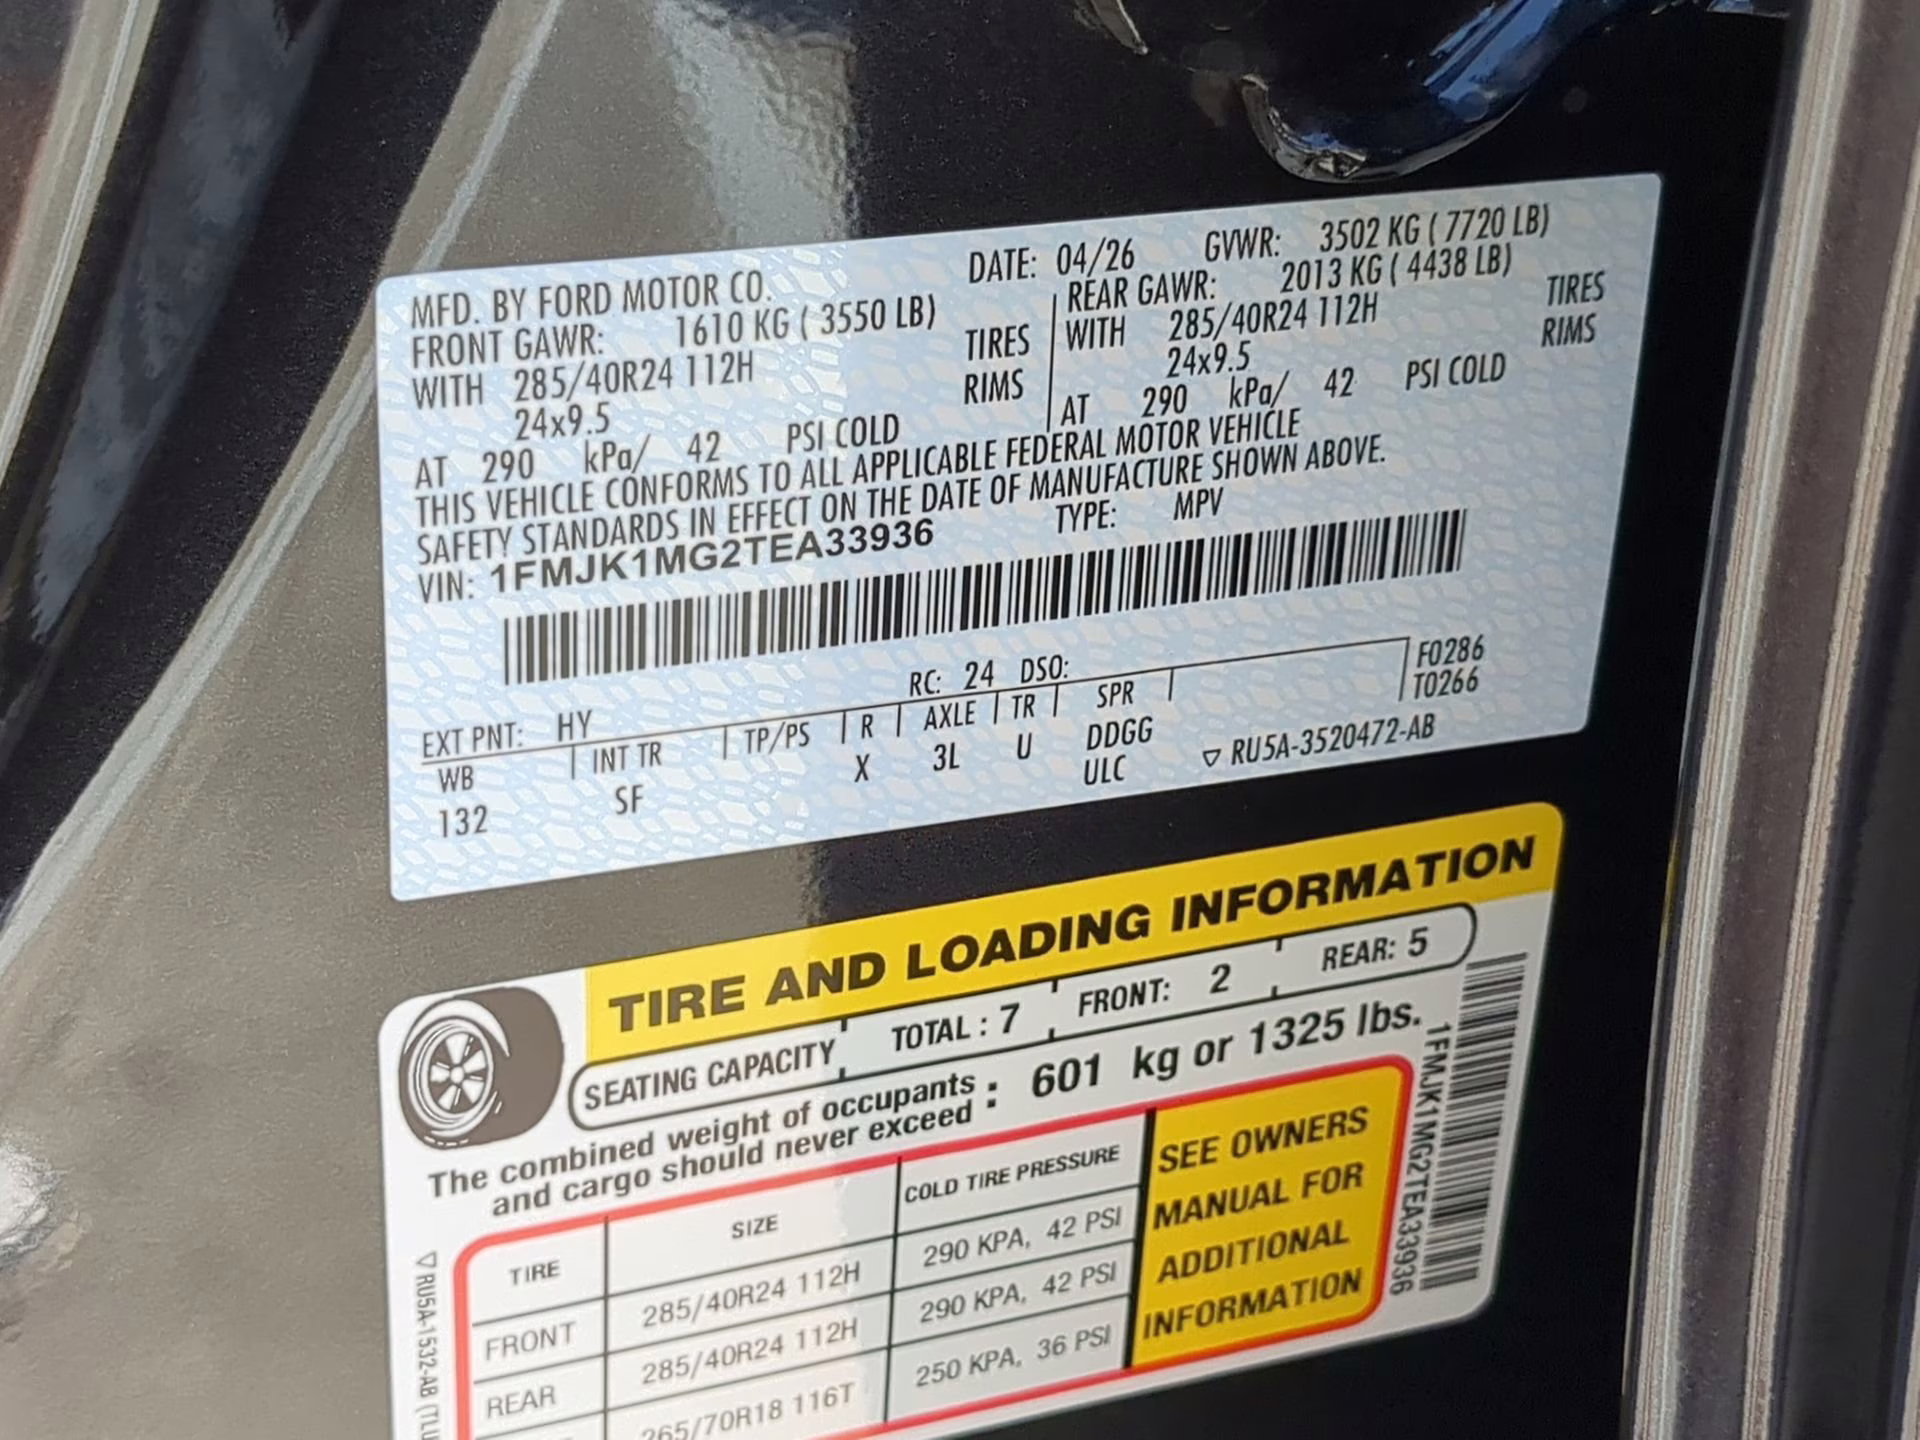 MFD. BY FORD MOTOR CO. DATE: 04/26 GVWR: 3502 KG ( 7720 LB)
FRONT GAWR: 1610 KG ( 3550 LB) REAR GAWR: 2013 KG ( 4438 LB)
WITH 285/40R24 112H TIRES WITH 285/40R24 112H TIRES
24x9.5 RIMS 24x9.5 RIMS
AT 290 kPa/ 42 PSI COLD AT 290 kPa/ 42 PSI COLD
THIS VEHICLE CONFORMS TO ALL APPLICABLE FEDERAL MOTOR VEHICLE
SAFETY STANDARDS IN EFFECT ON THE DATE OF MANUFACTURE SHOWN ABOVE.
VIN: 1FMJK1MG2TEA33936 TYPE: MPV
EXT PNT: HY RC: 24 DSO: F0286
WB INT TR TP/PS R AXLE TR SPR T0266
132 SF X 3L U DDGG
ULC ▽ RU5A-3520472-AB
TIRE AND LOADING INFORMATION
SEATING CAPACITY TOTAL : 7 FRONT: 2 REAR: 5
The combined weight of occupants
and cargo should never exceed : 601 kg or 1325 lbs.
TIRE SIZE COLD TIRE PRESSURE
FRONT 285/40R24 112H 290 KPA, 42 PSI
REAR 285/40R24 112H 290 KPA, 42 PSI
265/70R18 116T 250 KPA, 36 PSI
SEE OWNERS
MANUAL FOR
ADDITIONAL
INFORMATION
1FMJK1MG2TEA33936
▽ RU5A-1532-AB (TLU